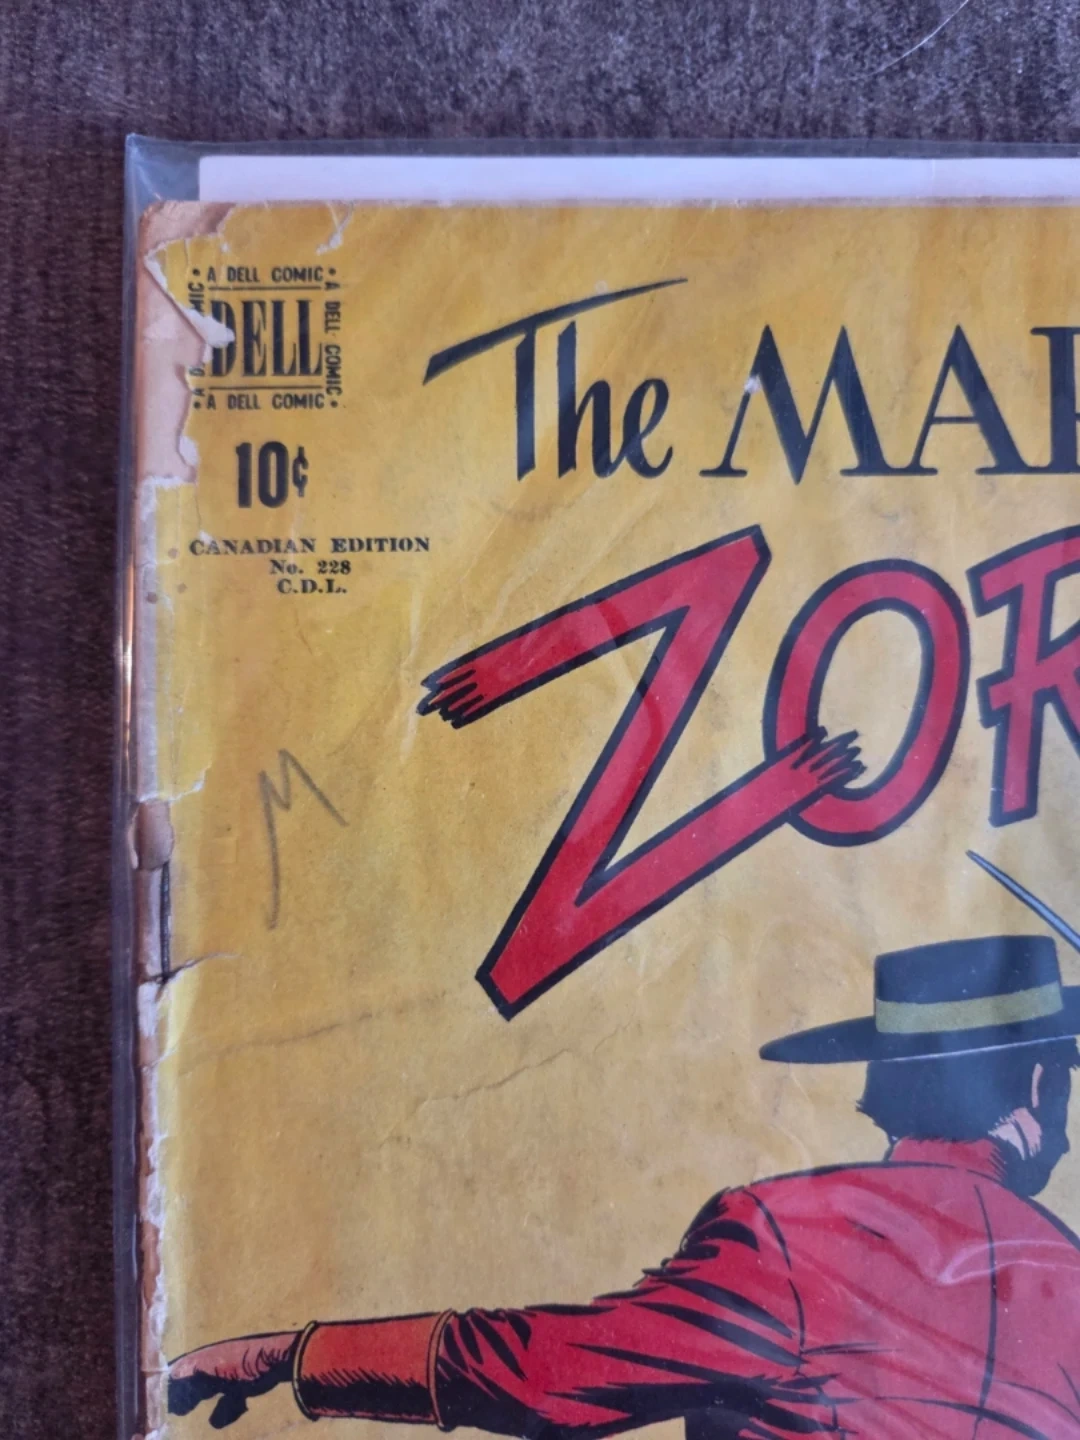 • A DELL COMIC •
A DELL COMIC
DELL
• A DELL COMIC •
10¢
CANADIAN EDITION
No. 228
C.D.L.
M
The MAR
ZOR